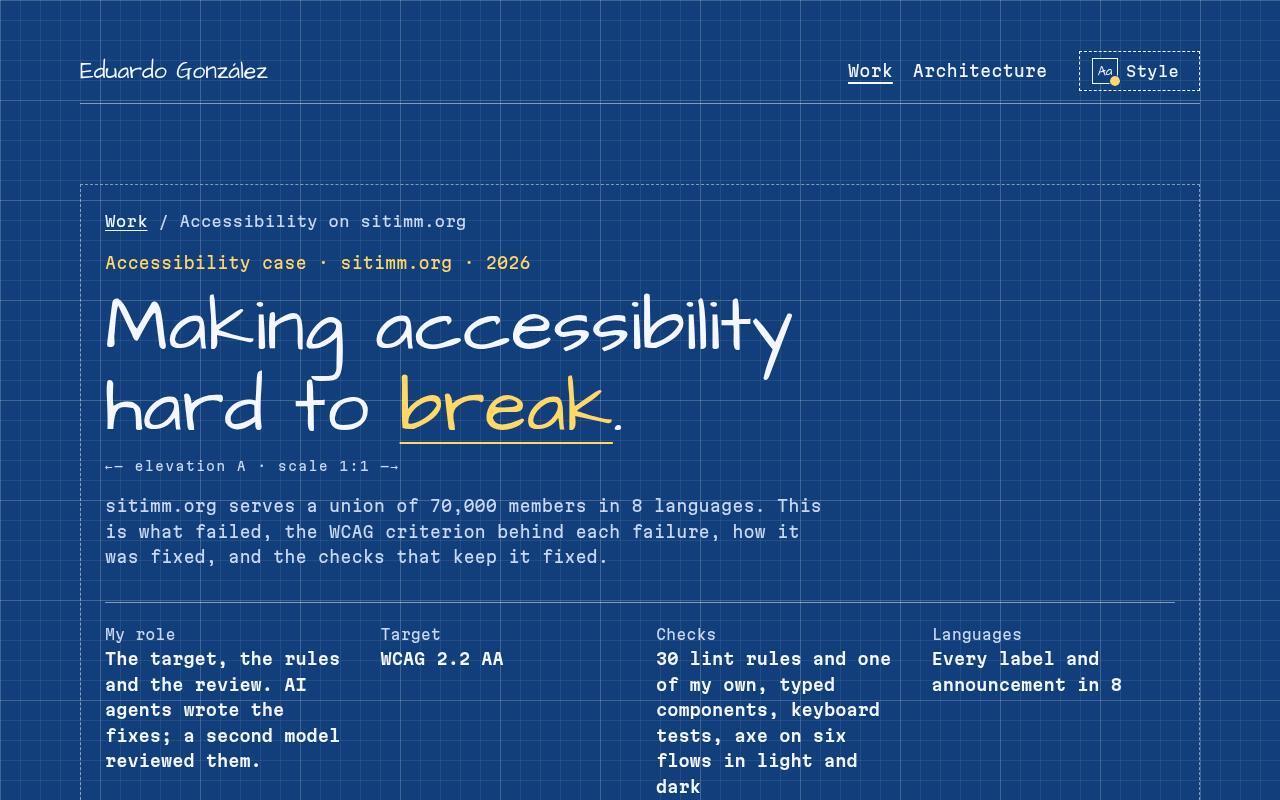 Eduardo González
Work Architecture Aa Style
Work / Accessibility on sitimm.org
Accessibility case · sitimm.org · 2026
Making accessibility
hard to break.
←— elevation A · scale 1:1 —→
sitimm.org serves a union of 70,000 members in 8 languages. This
is what failed, the WCAG criterion behind each failure, how it
was fixed, and the checks that keep it fixed.
My role
The target, the rules
and the review. AI
agents wrote the
fixes; a second model
reviewed them.
Target
WCAG 2.2 AA
Checks
30 lint rules and one
of my own, typed
components, keyboard
tests, axe on six
flows in light and
dark
Languages
Every label and
announcement in 8